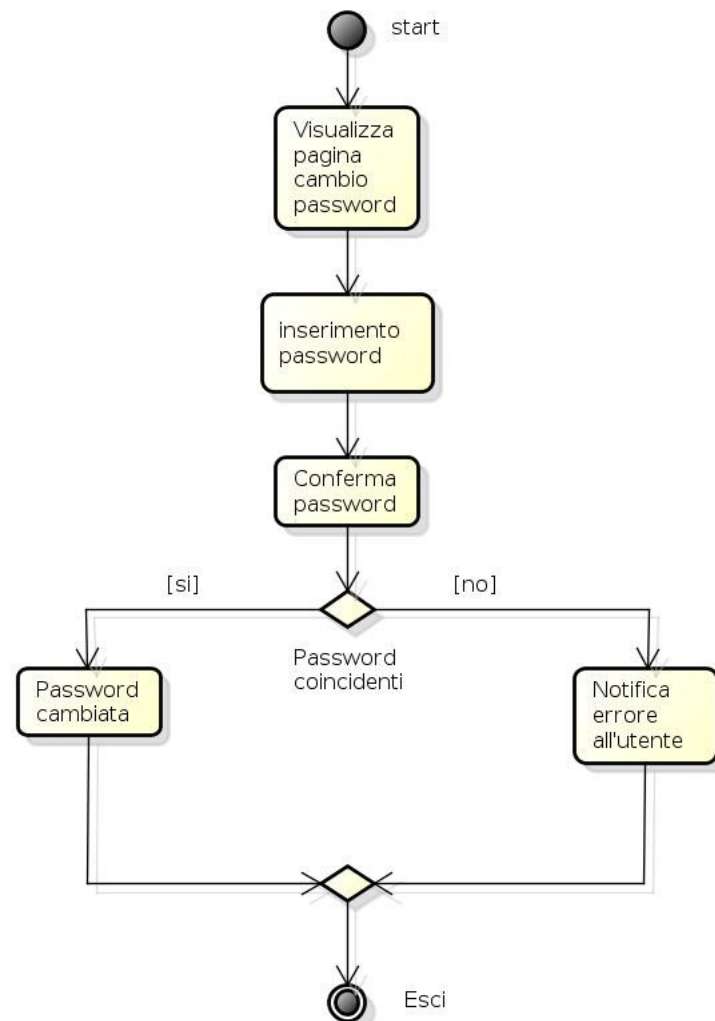 start
Visualizza
pagina
cambio
password
inserimento
password
Conferma
password
[si]
[no]
Password
coincidenti
Password
cambiata
Notifica
errore
all'utente
Esci